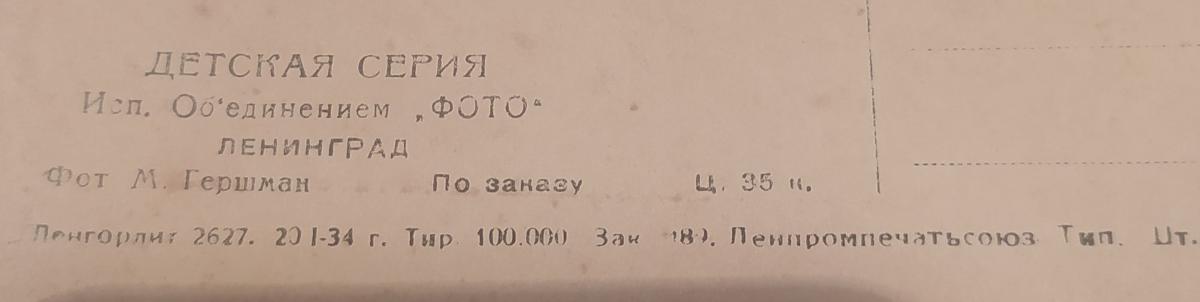 ДЕТСКАЯ СЕРИЯ
Исп. Об'единением „ФОТО“
ЛЕНИНГРАД
Фот М. Гершман По заказу Ц. 35 к.
Ленгорлит 2627. 20 I-34 г. Тир. 100.000 Зак Ленпромпечатьсоюз Тип.